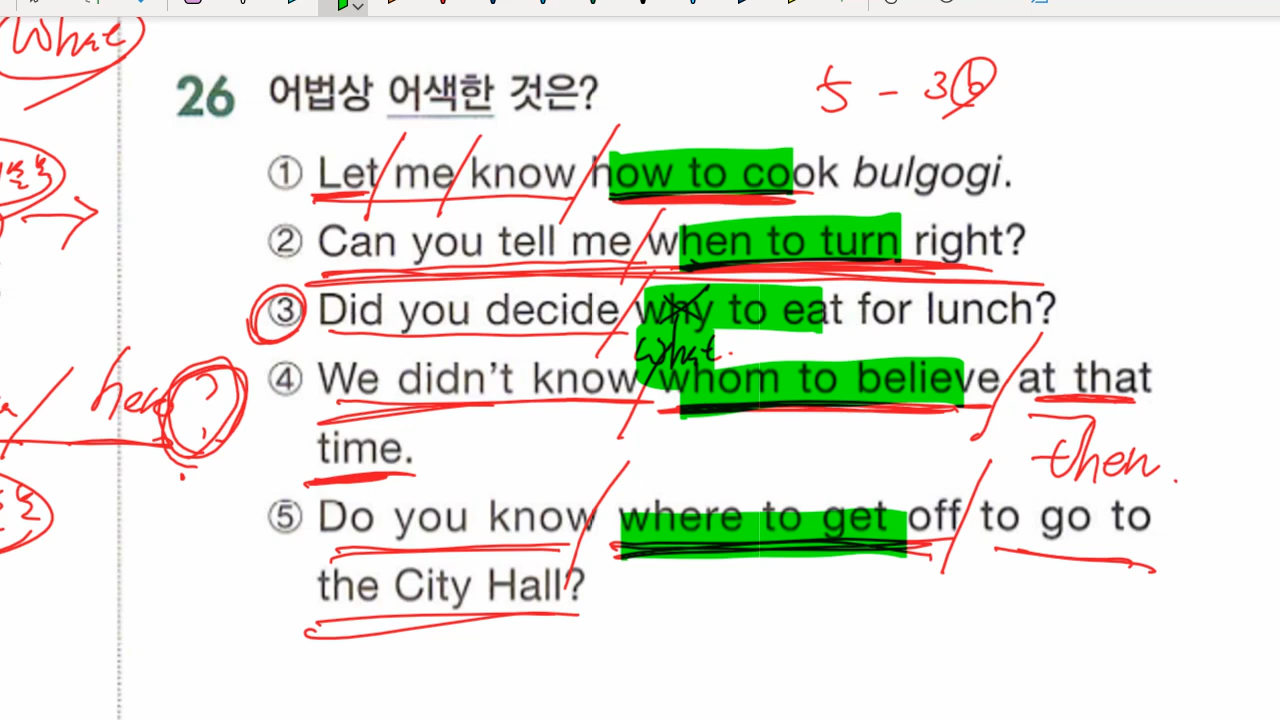 What
26 어법상 어색한 것은?
5 - 3 6
① Let me know how to cook bulgogi.
② Can you tell me when to turn right?
③ Did you decide why to eat for lunch?
what.
④ We didn't know whom to believe at that
time.
here
then.
⑤ Do you know where to get off to go to
the City Hall?